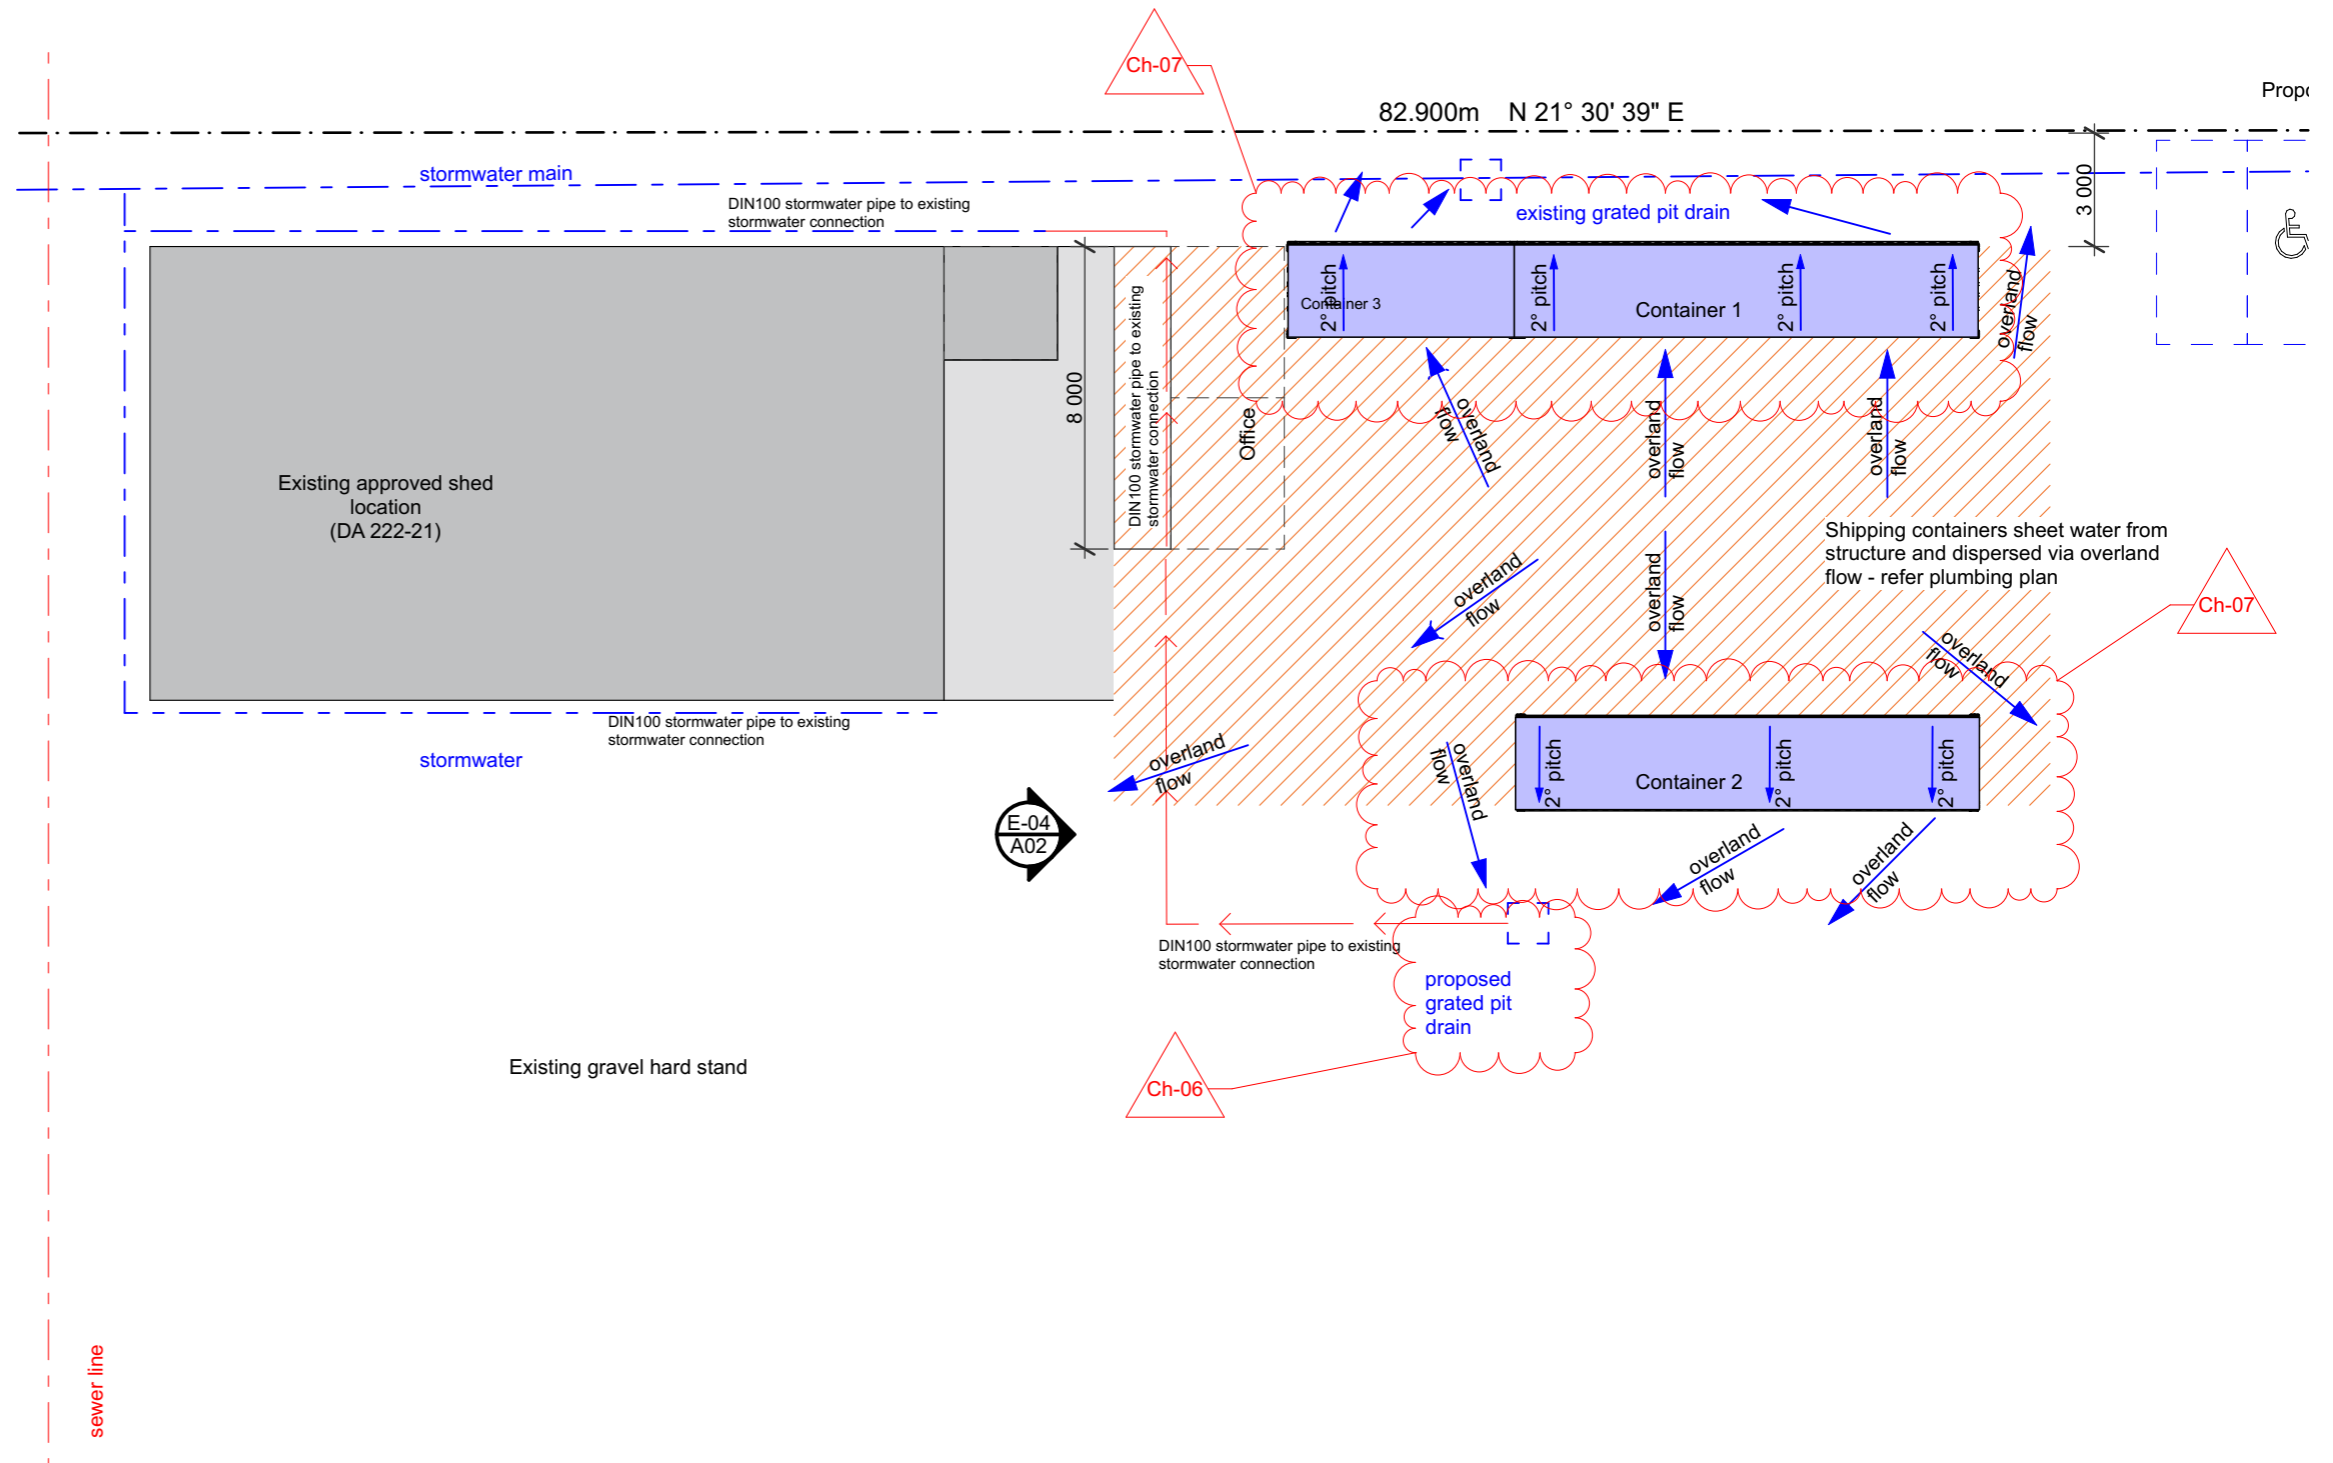 Ch-07
82.900m N 21° 30' 39" E
Propo
stormwater main
DIN100 stormwater pipe to existing
stormwater connection
existing grated pit drain
3 000
2° pitch
Container 3
2° pitch
Container 1
2° pitch
2° pitch
overland
flow
8 000
DIN100 stormwater pipe to existing
stormwater connection
Office
overland
flow
overland
flow
overland
flow
Existing approved shed
location
(DA 222-21)
Shipping containers sheet water from
structure and dispersed via overland
flow - refer plumbing plan
overland
flow
overland
flow
Ch-07
overland
flow
DIN100 stormwater pipe to existing
stormwater connection
stormwater
overland
flow
overland
flow
2° pitch
Container 2
2° pitch
2° pitch
E-04
A02
overland
flow
overland
flow
DIN100 stormwater pipe to existing
stormwater connection
proposed
grated pit
drain
Existing gravel hard stand
Ch-06
sewer line